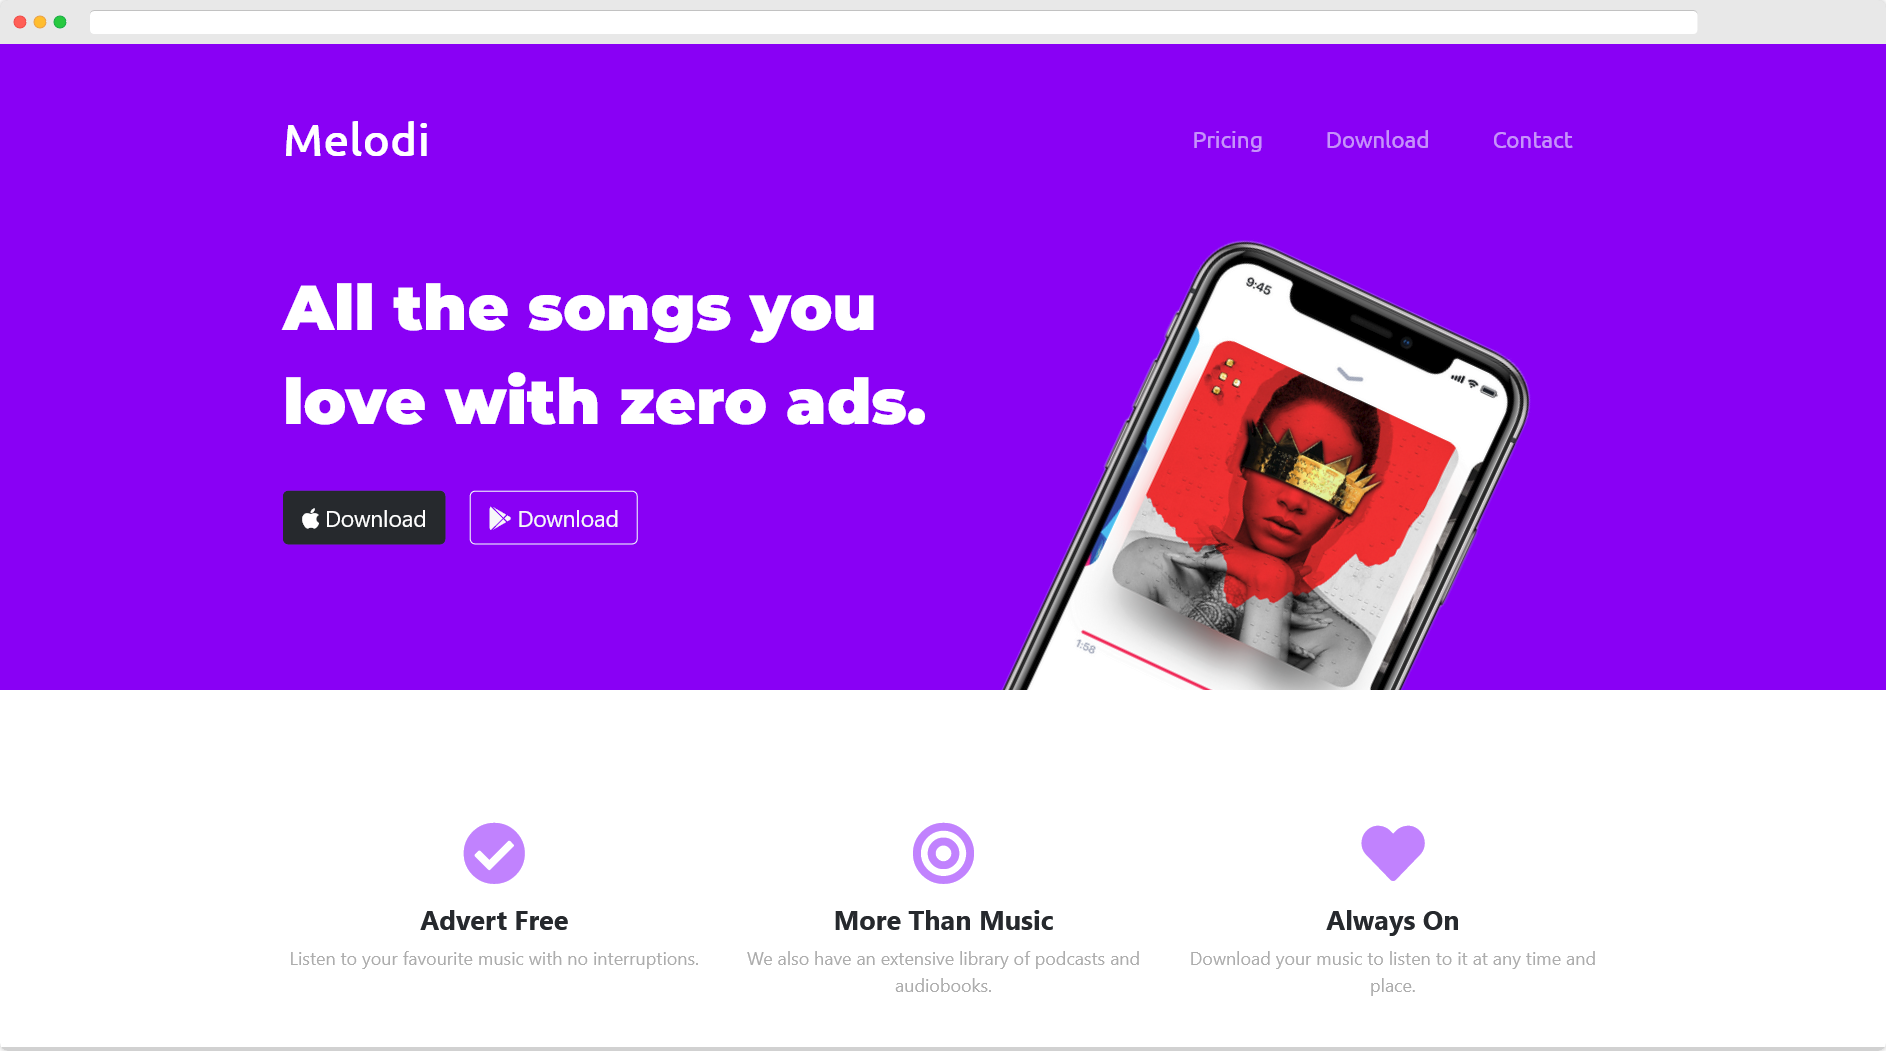 Melodi
Pricing Download Contact
All the songs you
love with zero ads.
Download Download
9:45
1:58
Advert Free
Listen to your favourite music with no interruptions.
More Than Music
We also have an extensive library of podcasts and
audiobooks.
Always On
Download your music to listen to it at any time and
place.